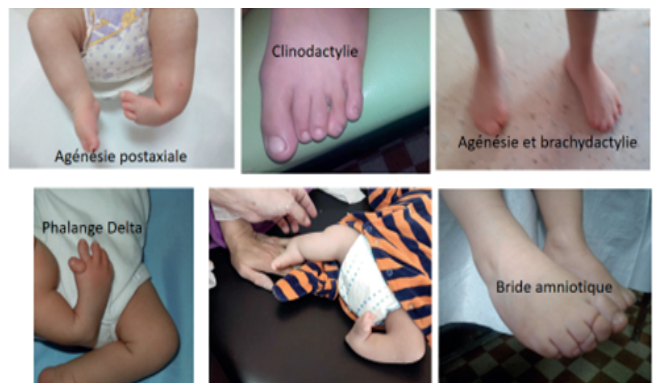 Agénésie postaxiale
Clinodactylie
Agénésie et brachydactylie
Phalange Delta
Bride amniotique